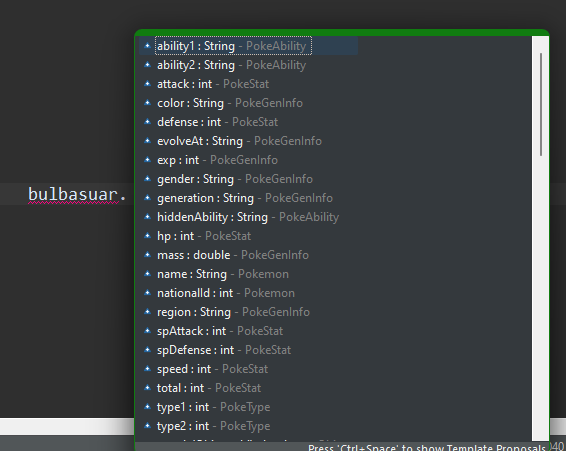 bulbasuar.
ability1 : String - PokeAbility
ability2 : String - PokeAbility
attack : int - PokeStat
color : String - PokeGenInfo
defense : int - PokeStat
evolveAt : String - PokeGenInfo
exp : int - PokeGenInfo
gender : String - PokeGenInfo
generation : String - PokeGenInfo
hiddenAbility : String - PokeAbility
hp : int - PokeStat
mass : double - PokeGenInfo
name : String - Pokemon
nationalId : int - Pokemon
region : String - PokeGenInfo
spAttack : int - PokeStat
spDefense : int - PokeStat
speed : int - PokeStat
total : int - PokeStat
type1 : int - PokeType
type2 : int - PokeType
Press 'Ctrl+Space' to show Template Proposals